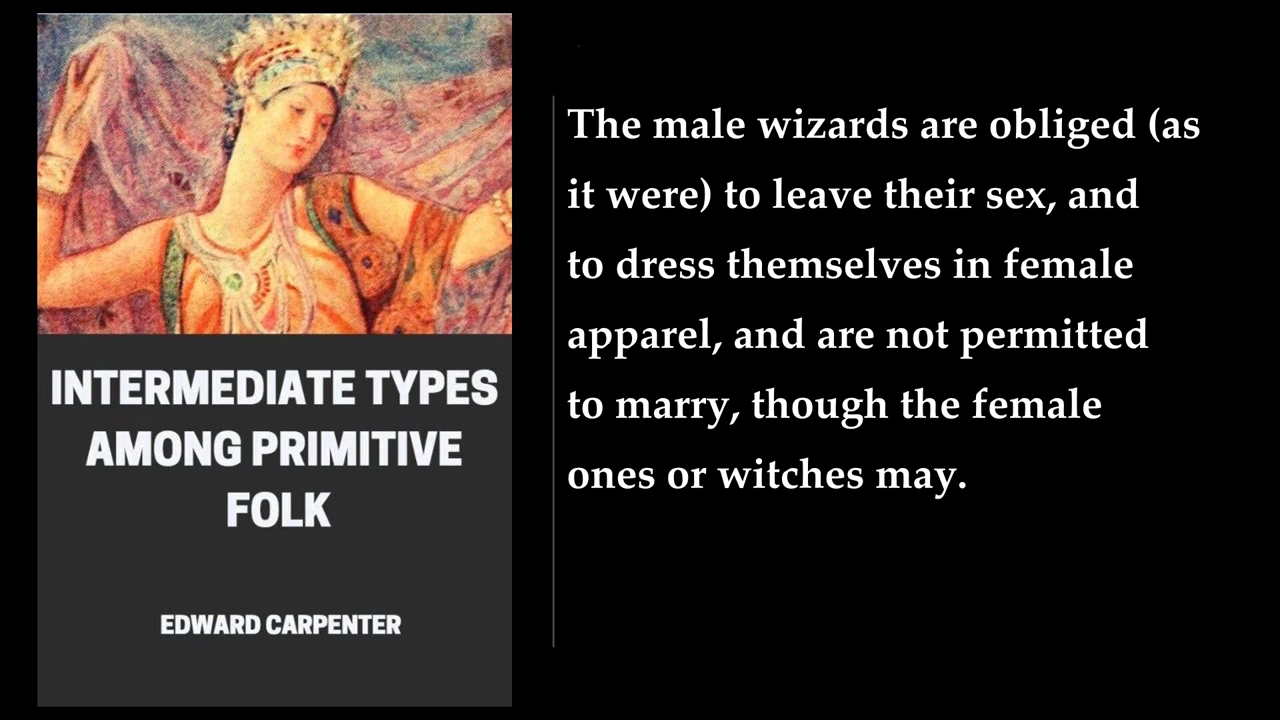 INTERMEDIATE TYPES
AMONG PRIMITIVE
FOLK
EDWARD CARPENTER
The male wizards are obliged (as
it were) to leave their sex, and
to dress themselves in female
apparel, and are not permitted
to marry, though the female
ones or witches may.